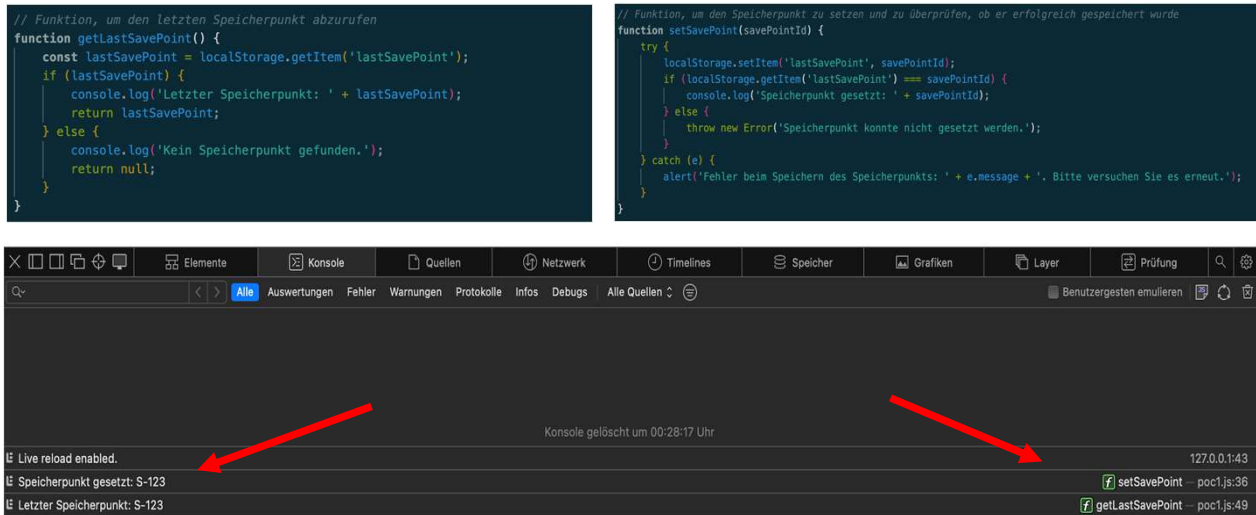 // Funktion, um den letzten Speicherpunkt abzurufen
function getLastSavePoint() {
    const lastSavePoint = localStorage.getItem('lastSavePoint');
    if (lastSavePoint) {
        console.log('Letzter Speicherpunkt: ' + lastSavePoint);
        return lastSavePoint;
    } else {
        console.log('Kein Speicherpunkt gefunden.');
        return null;
    }
}
// Funktion, um den Speicherpunkt zu setzen und zu überprüfen, ob er erfolgreich gespeichert wurde
function setSavePoint(savePointId) {
    try {
        localStorage.setItem('lastSavePoint', savePointId);
        if (localStorage.getItem('lastSavePoint') === savePointId) {
            console.log('Speicherpunkt gesetzt: ' + savePointId);
        } else {
            throw new Error('Speicherpunkt konnte nicht gesetzt werden.');
        }
    } catch (e) {
        alert('Fehler beim Speichern des Speicherpunkts: ' + e.message + '. Bitte versuchen Sie es erneut.');
    }
}
Elemente Konsole Quellen Netzwerk Timelines Speicher Grafiken Layer Prüfung
Alle Auswertungen Fehler Warnungen Protokolle Infos Debugs Alle Quellen Benutzergesten emulieren
Konsole gelöscht um 00:28:17 Uhr
Live reload enabled. 127.0.0.1:43
Speicherpunkt gesetzt: S-123 f setSavePoint — poc1.js:36
Letzter Speicherpunkt: S-123 f getLastSavePoint — poc1.js:49